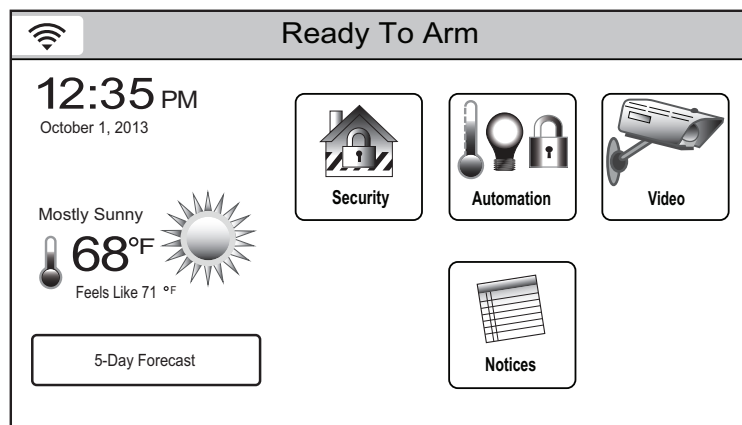 Ready To Arm
12:35 PM
October 1, 2013
Mostly Sunny
68°F
Feels Like 71 °F
5-Day Forecast
Security
Automation
Video
Notices